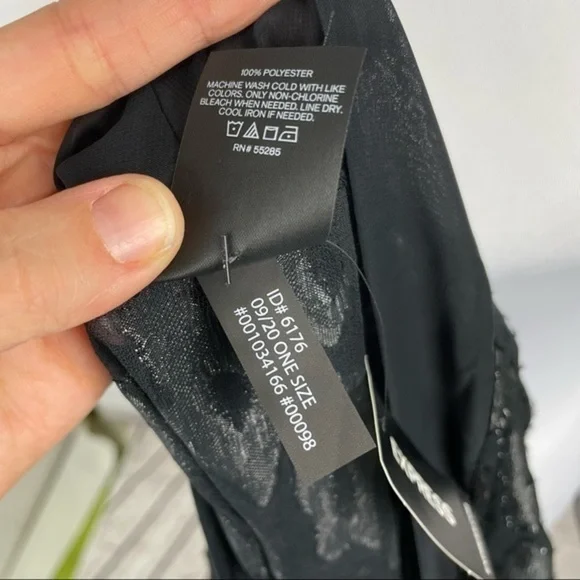 100% POLYESTER
MACHINE WASH COLD WITH LIKE
COLORS, ONLY NON-CHLORINE
BLEACH WHEN NEEDED. LINE DRY.
COOL IRON IF NEEDED.
RN# 55285
ID# 6176
09/20 ONE SIZE
#001034166 #00098
EXPRESS